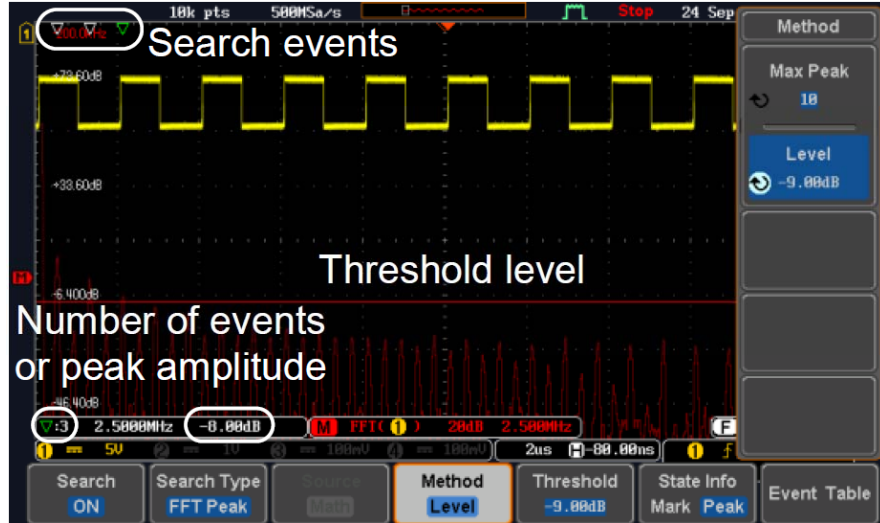 10k pts 500MSa/s Stop 24 Sep
1
Search events
+73.60dB
+33.60dB
Threshold level
M
-6.400dB
Number of events
or peak amplitude
-46.40dB
:3 2.5000MHz -8.00dB M FFT( 1 ) 20dB 2.500MHz F
1 5V 2 1V 3 100mV 4 100mV 2us H -80.00ns 1
Method
Max Peak
10
Level
-9.00dB
Search
ON
Search Type
FFT Peak
Source
Math
Method
Level
Threshold
-9.00dB
State Info
Mark Peak
Event Table